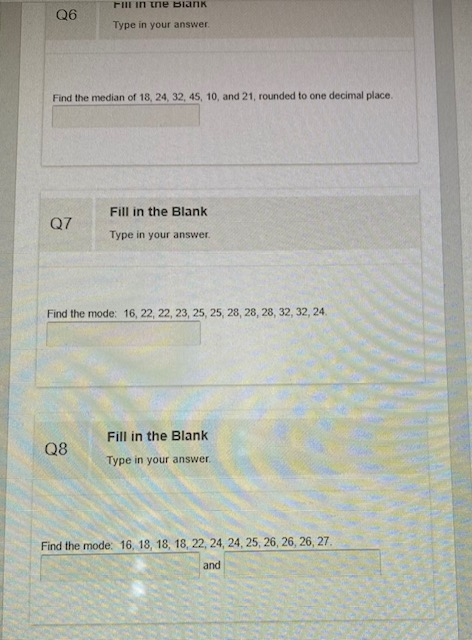 Q6
Fill in the Blank
Type in your answer.
Find the median of 18, 24, 32, 45, 10, and 21, rounded to one decimal place.
Q7
Fill in the Blank
Type in your answer.
Find the mode: 16, 22, 22, 23, 25, 25, 28, 28, 28, 32, 32, 24.
Q8
Fill in the Blank
Type in your answer.
Find the mode: 16, 18, 18, 18, 22, 24, 24, 25, 26, 26, 26, 27.
and